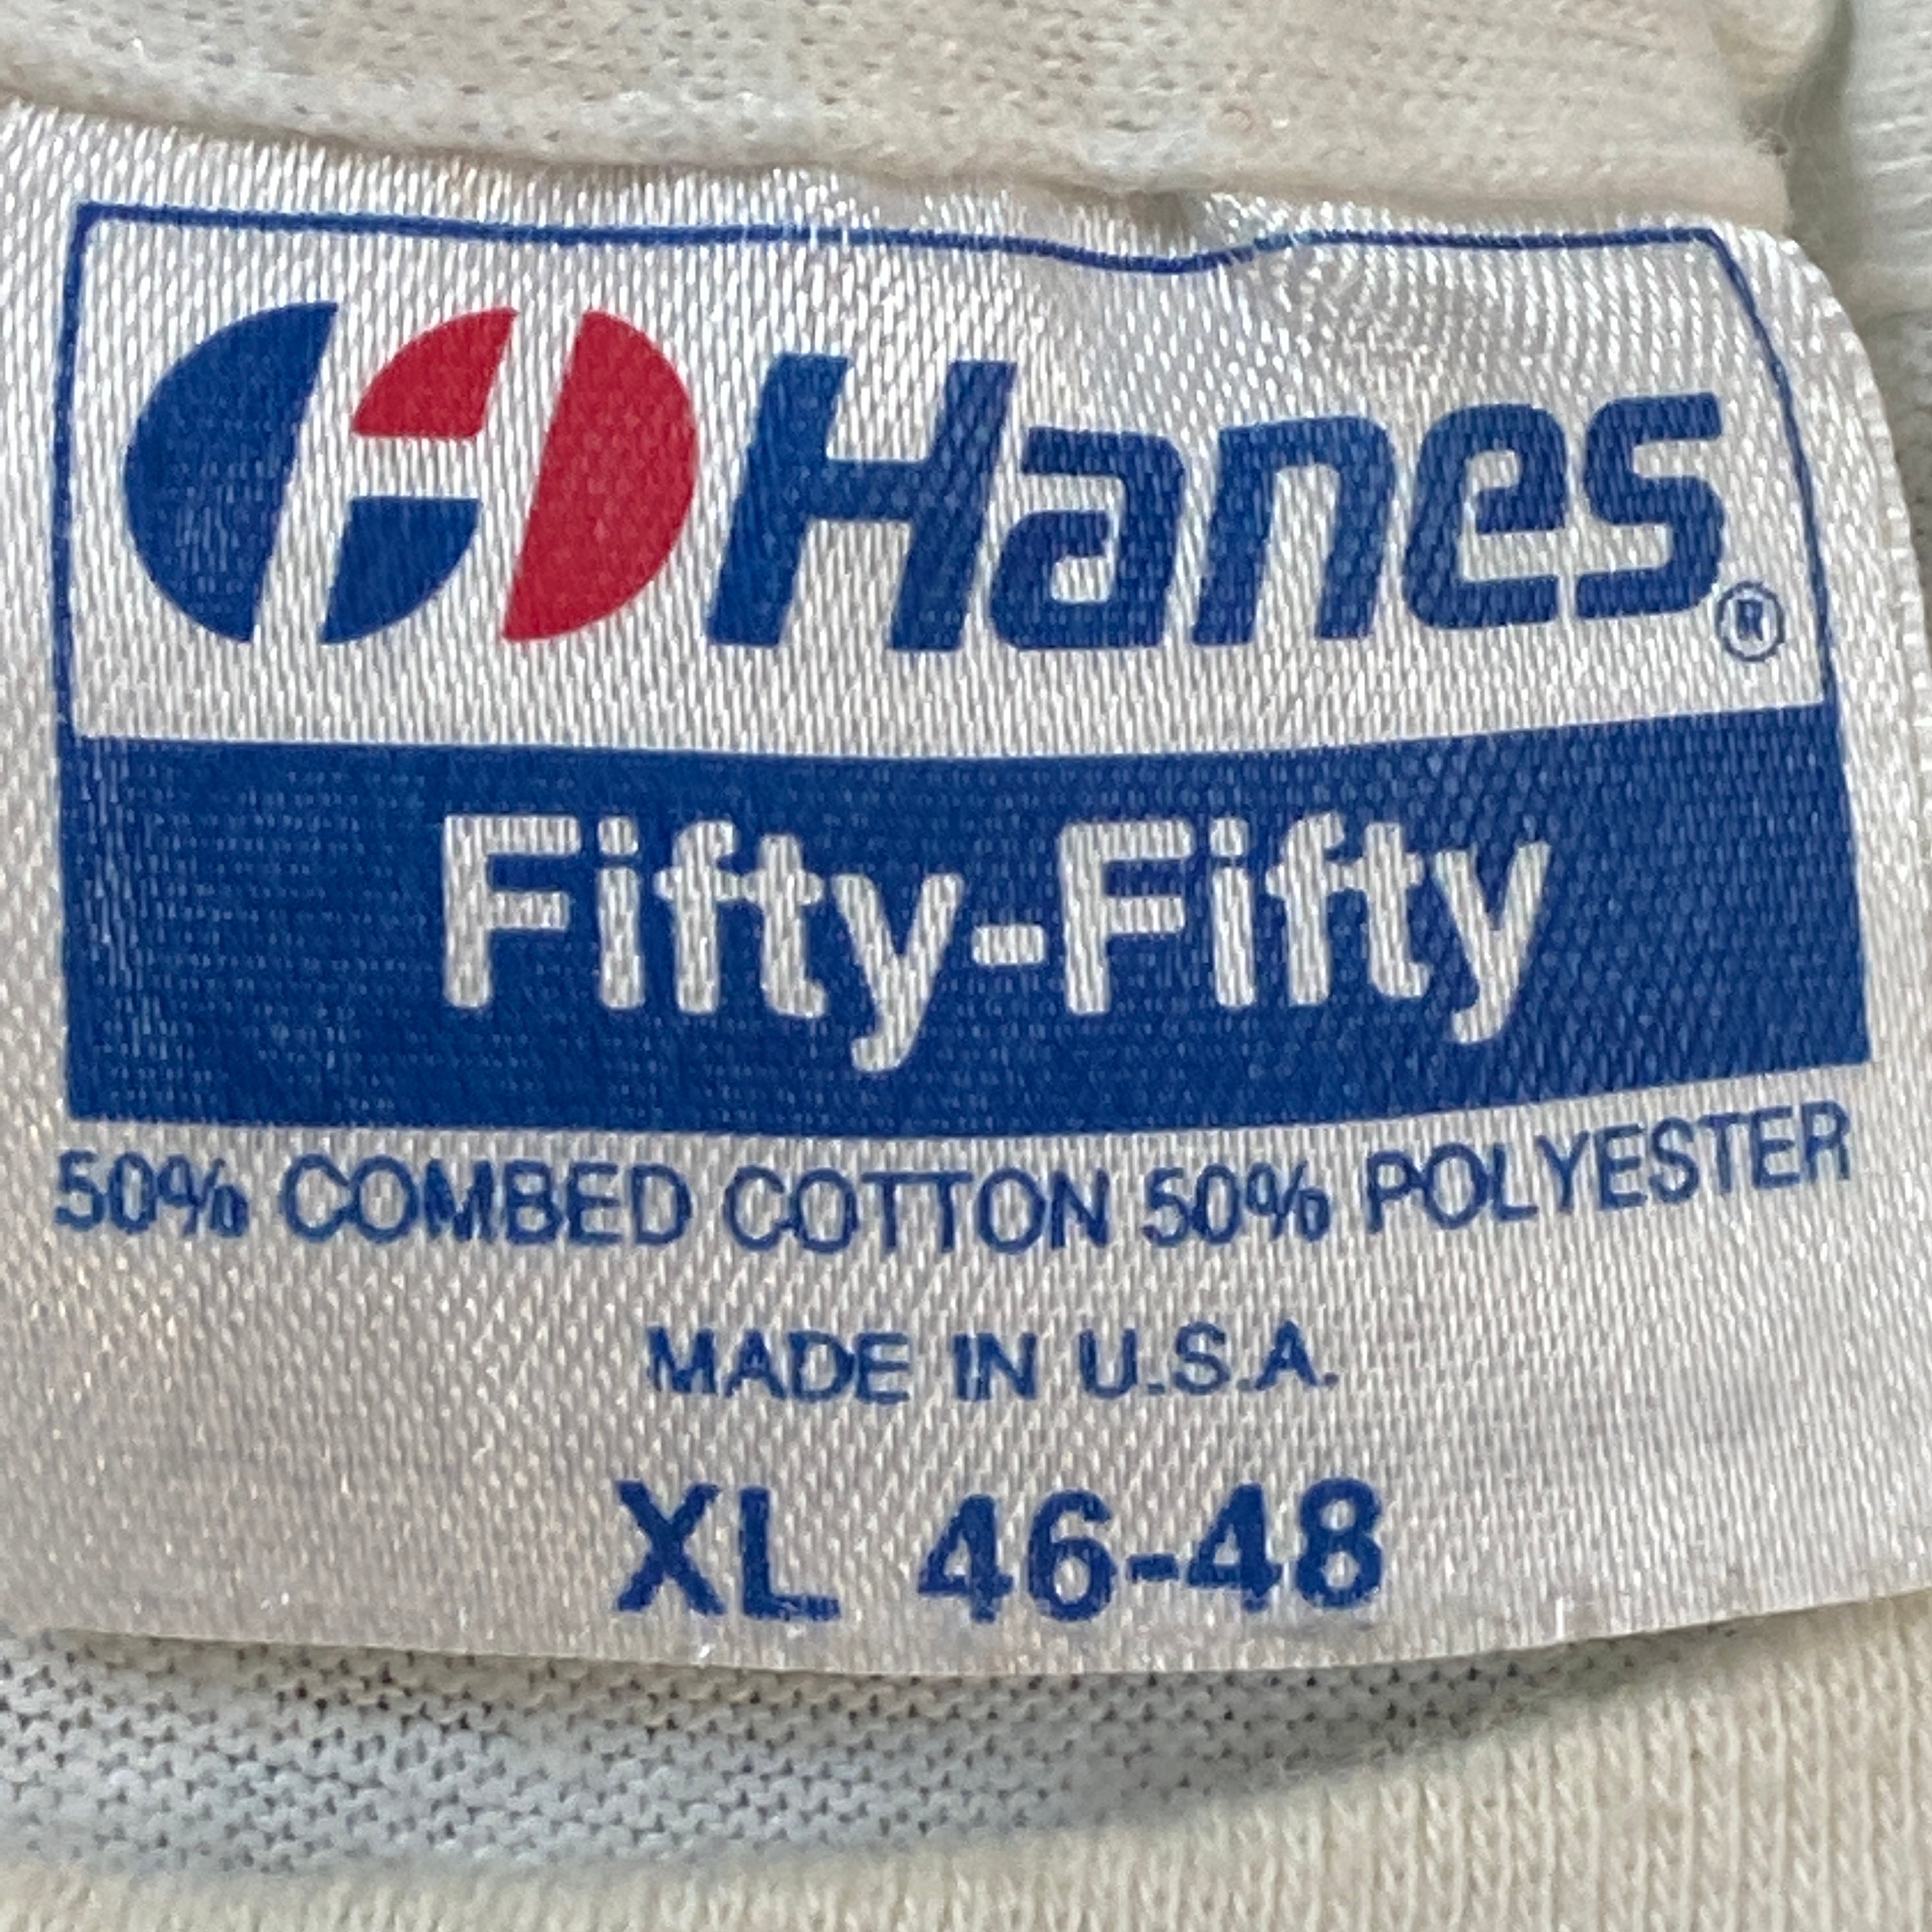 Hanes®
Fifty-Fifty
50% COMBED COTTON 50% POLYESTER
MADE IN U.S.A.
XL 46-48